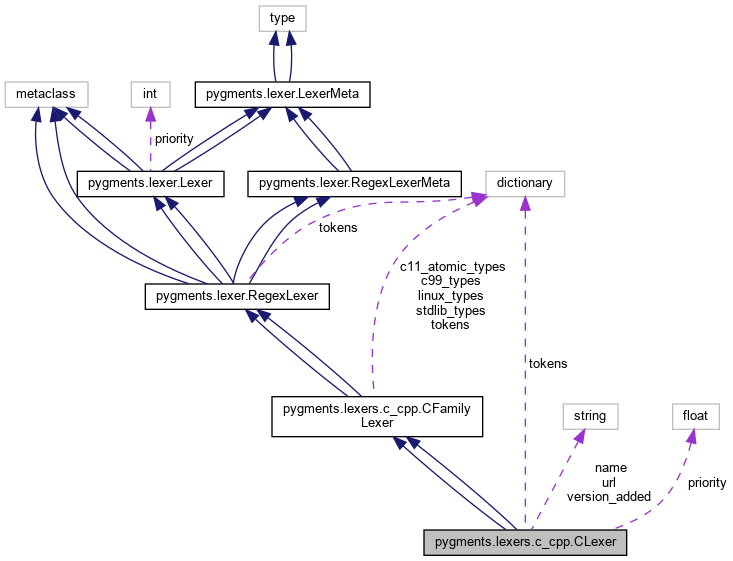 type
metaclass
int
pygments.lexer.LexerMeta
priority
pygments.lexer.Lexer
pygments.lexer.RegexLexerMeta
dictionary
tokens
c11_atomic_types
c99_types
linux_types
stdlib_types
tokens
pygments.lexer.RegexLexer
tokens
pygments.lexers.c_cpp.CFamily
Lexer
string
float
name
url
version_added
priority
pygments.lexers.c_cpp.CLexer